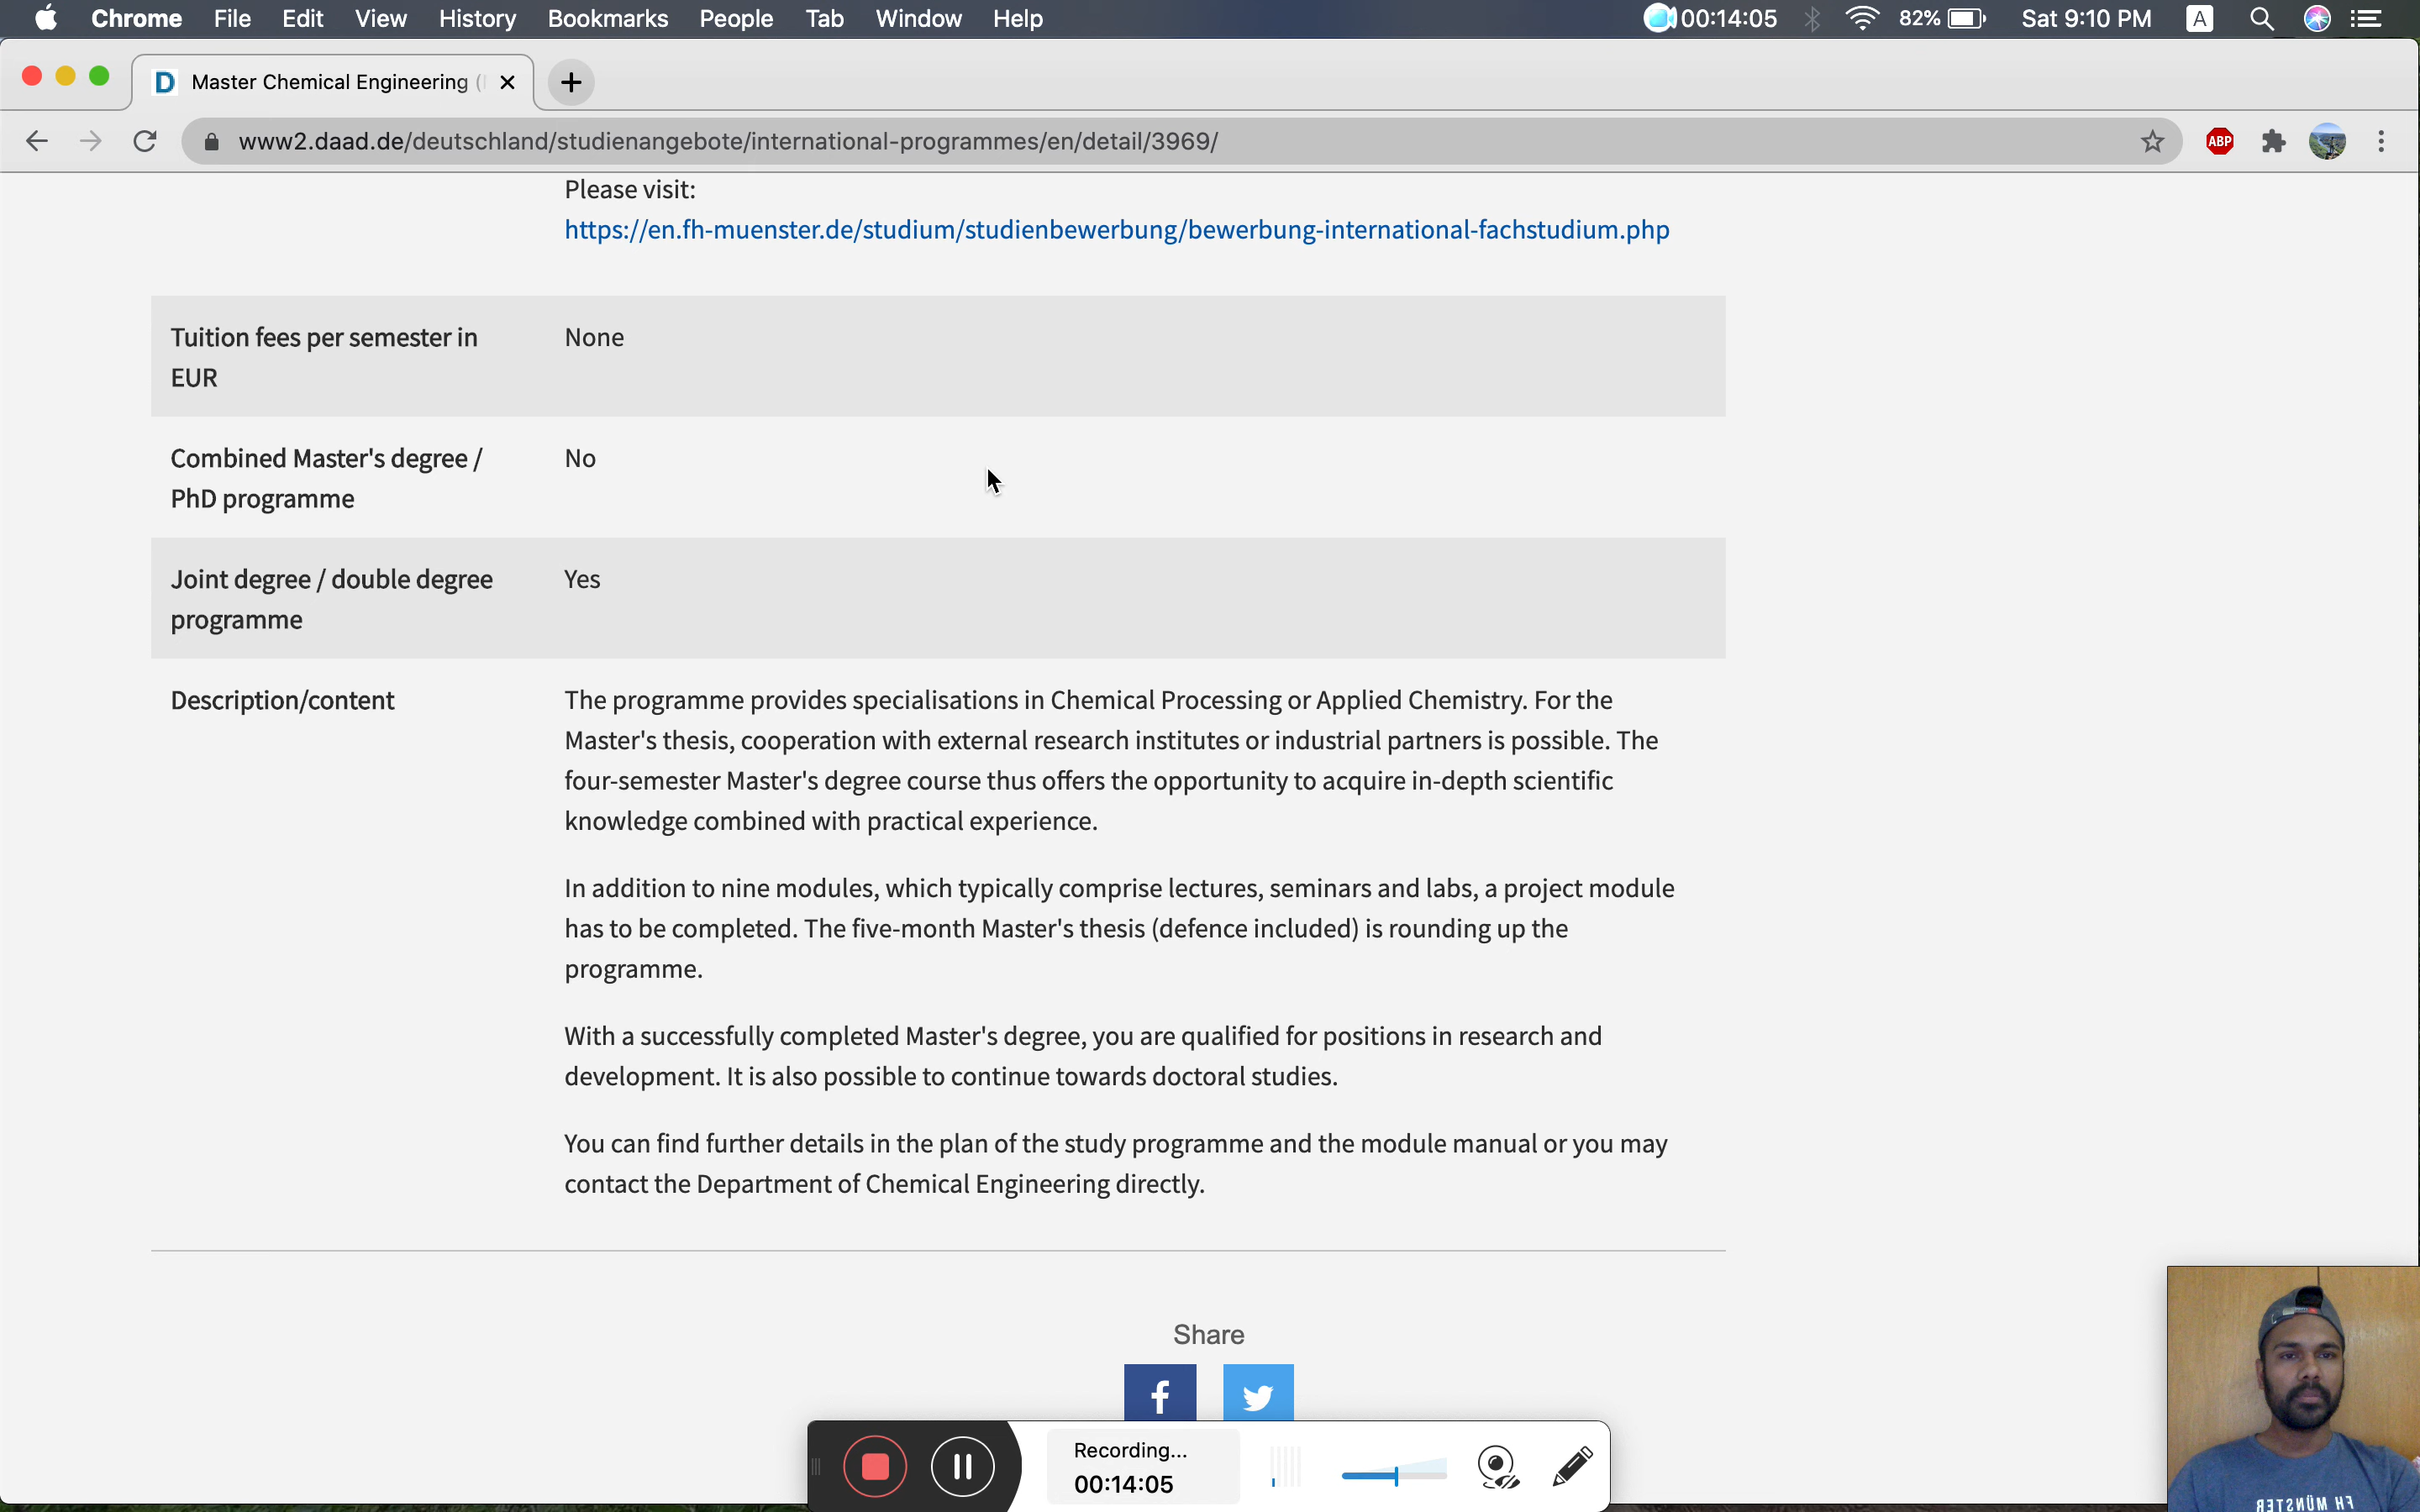 Chrome File Edit View History Bookmarks People Tab Window Help 00:14:05 82% Sat 9:10 PM A
D Master Chemical Engineering (
www2.daad.de/deutschland/studienangebote/international-programmes/en/detail/3969/ ABP
Please visit:
https://en.fh-muenster.de/studium/studienbewerbung/bewerbung-international-fachstudium.php
Tuition fees per semester in None
EUR
Combined Master's degree / No
PhD programme
Joint degree / double degree Yes
programme
Description/content The programme provides specialisations in Chemical Processing or Applied Chemistry. For the
Master's thesis, cooperation with external research institutes or industrial partners is possible. The
four-semester Master's degree course thus offers the opportunity to acquire in-depth scientific
knowledge combined with practical experience.
In addition to nine modules, which typically comprise lectures, seminars and labs, a project module
has to be completed. The five-month Master's thesis (defence included) is rounding up the
programme.
With a successfully completed Master's degree, you are qualified for positions in research and
development. It is also possible to continue towards doctoral studies.
You can find further details in the plan of the study programme and the module manual or you may
contact the Department of Chemical Engineering directly.
Share
f
Recording...
00:14:05
FH MÜNSTER